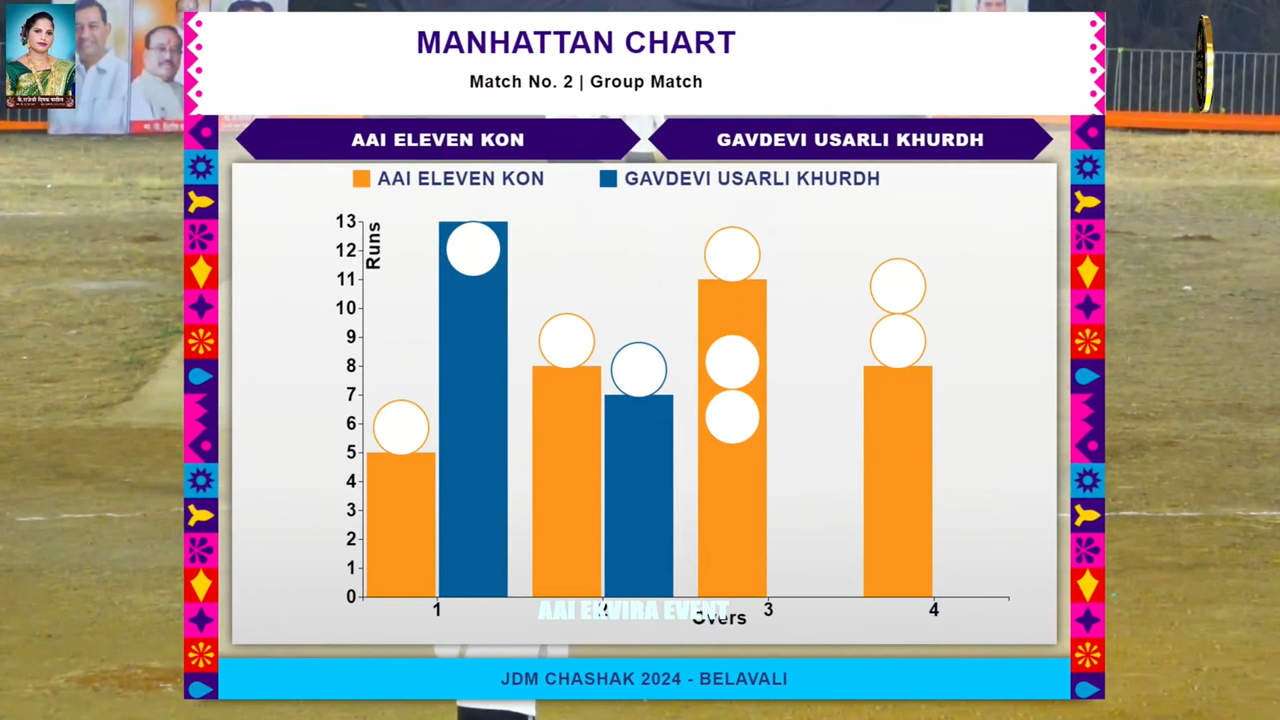 MANHATTAN CHART
Match No. 2 | Group Match
AAI ELEVEN KON
GAVDEVI USARLI KHURDH
AAI ELEVEN KON
GAVDEVI USARLI KHURDH
Runs
13
12
11
10
9
8
7
6
5
4
3
2
1
0
1
2
3
4
Overs
AAI EKVIRA EVENT
JDM CHASHAK 2024 - BELAVALI